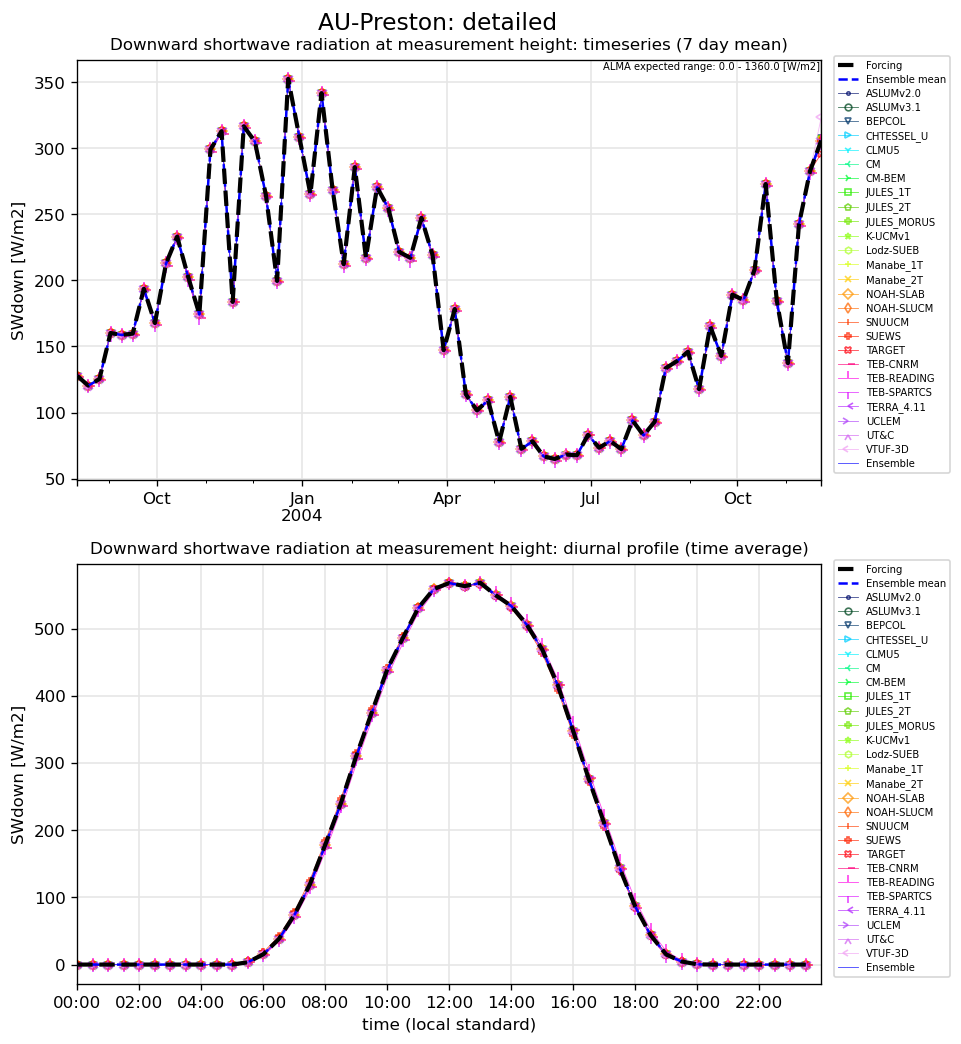 AU-Preston: detailed
Downward shortwave radiation at measurement height: timeseries (7 day mean)
ALMA expected range: 0.0 - 1360.0 [W/m2]
SWdown [W/m2]
350
300
250
200
150
100
50
Oct
Jan
2004
Apr
Jul
Oct
Forcing
Ensemble mean
ASLUMv2.0
ASLUMv3.1
BEPCOL
CHTESSEL_U
CLMU5
CM
CM-BEM
JULES_1T
JULES_2T
JULES_MORUS
K-UCMv1
Lodz-SUEB
Manabe_1T
Manabe_2T
NOAH-SLAB
NOAH-SLUCM
SNUUCM
SUEWS
TARGET
TEB-CNRM
TEB-READING
TEB-SPARTCS
TERRA_4.11
UCLEM
UT&C
VTUF-3D
Ensemble
Downward shortwave radiation at measurement height: diurnal profile (time average)
SWdown [W/m2]
500
400
300
200
100
0
00:00
02:00
04:00
06:00
08:00
10:00
12:00
14:00
16:00
18:00
20:00
22:00
time (local standard)
Forcing
Ensemble mean
ASLUMv2.0
ASLUMv3.1
BEPCOL
CHTESSEL_U
CLMU5
CM
CM-BEM
JULES_1T
JULES_2T
JULES_MORUS
K-UCMv1
Lodz-SUEB
Manabe_1T
Manabe_2T
NOAH-SLAB
NOAH-SLUCM
SNUUCM
SUEWS
TARGET
TEB-CNRM
TEB-READING
TEB-SPARTCS
TERRA_4.11
UCLEM
UT&C
VTUF-3D
Ensemble